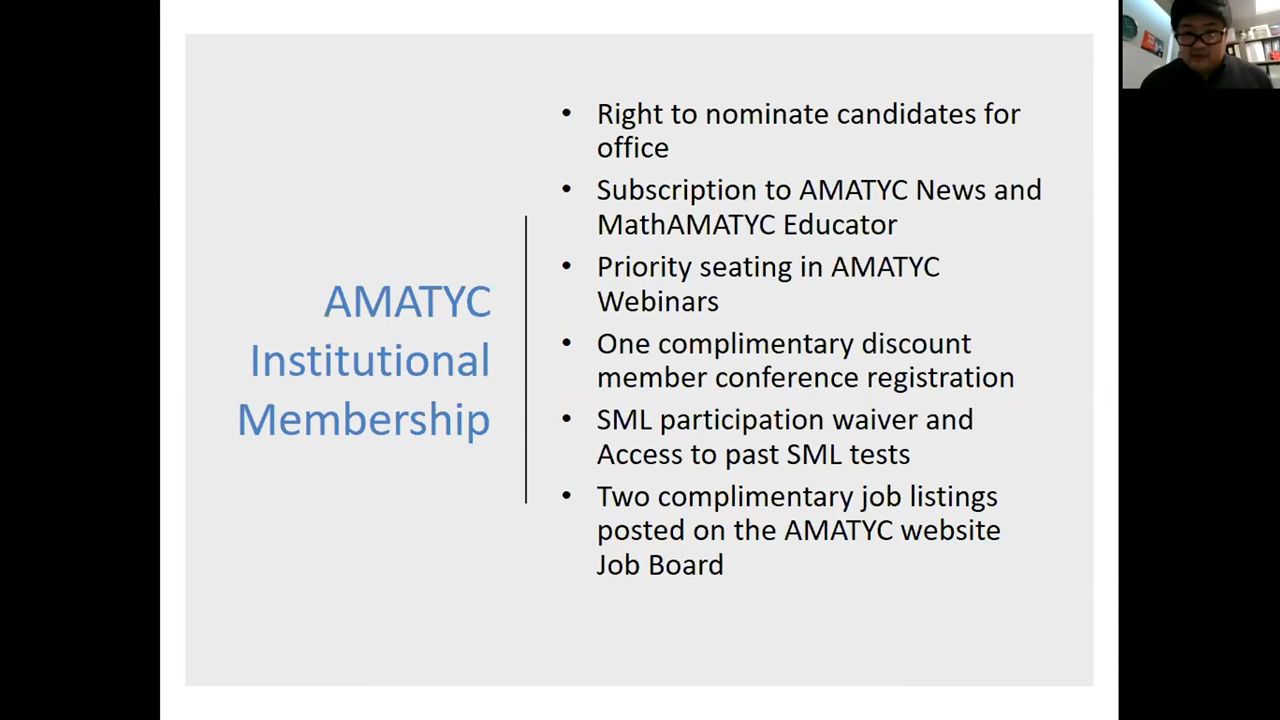 AMATYC
Institutional
Membership
• Right to nominate candidates for
office
• Subscription to AMATYC News and
MathAMATYC Educator
• Priority seating in AMATYC
Webinars
• One complimentary discount
member conference registration
• SML participation waiver and
Access to past SML tests
• Two complimentary job listings
posted on the AMATYC website
Job Board